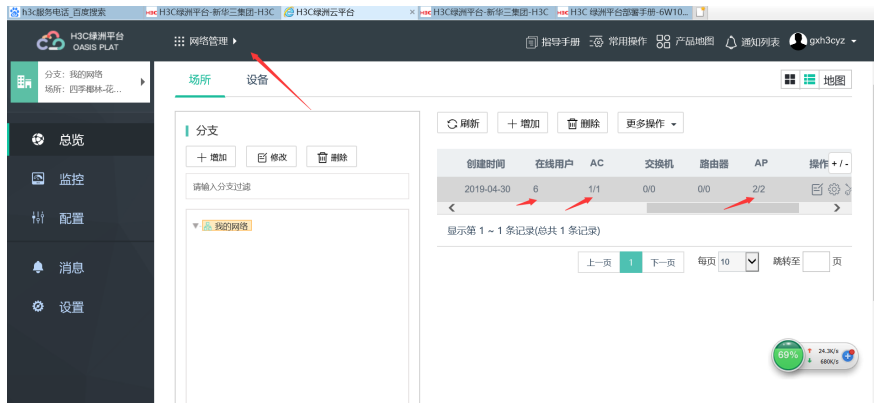 h3c服务电话_百度搜索 H3C绿洲平台-新华三集团-H3C H3C绿洲云平台 × H3C绿洲平台-新华三集团-H3C H3C 绿洲平台部署手册-6W10...
H3C绿洲平台
OASIS PLAT
网络管理
指导手册 常用操作 产品地图 通知列表 gxh3cyz
分支：我的网络
场所：四季椰林-花...
场所 设备 地图
总览
监控
配置
消息
设置
分支
增加 修改 删除
请输入分支过滤
我的网络
刷新 增加 删除 更多操作
创建时间 在线用户 AC 交换机 路由器 AP 操作 + / -
2019-04-30 6 1/1 0/0 0/0 2/2
显示第 1 ~ 1 条记录(总共 1 条记录)
上一页 1 下一页 每页 10 跳转至 页
69% 24.3K/s
680K/s